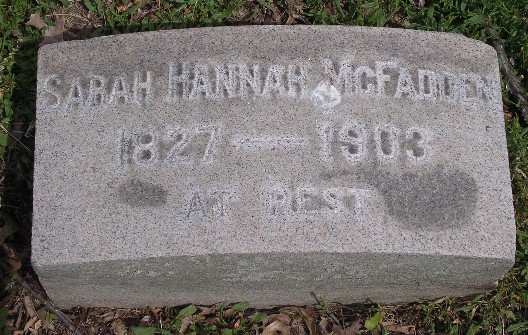 SARAH HANNAH MCFADDEN
1827 — 1903
AT REST